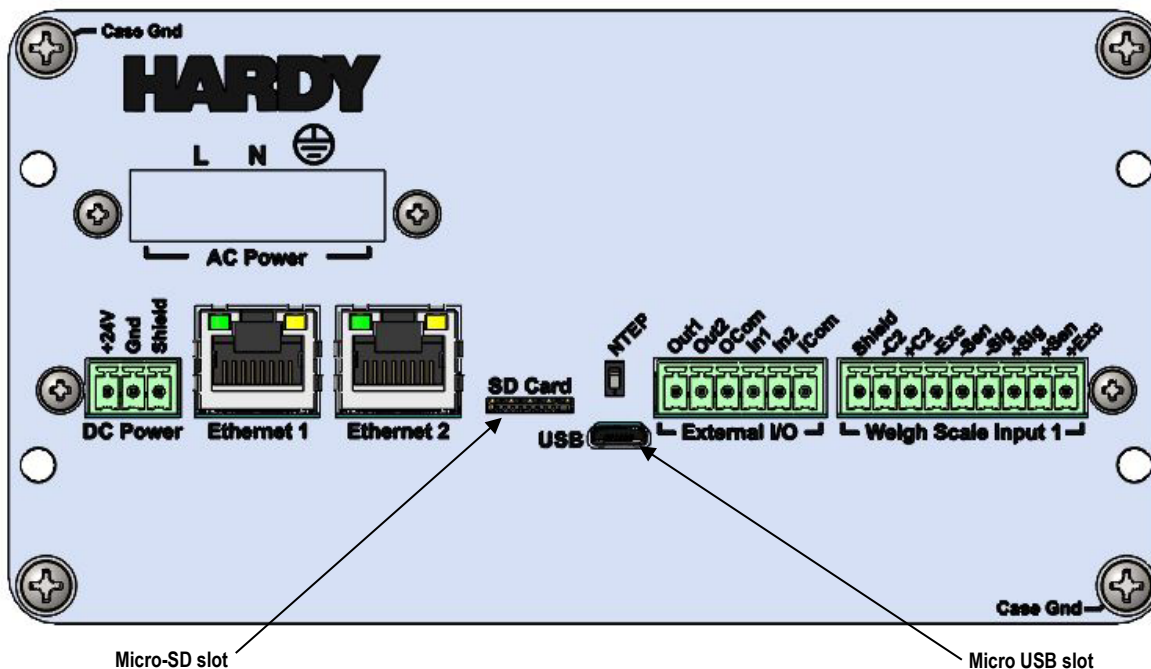 Case Gnd
HARDY
L N
AC Power
+24V Gnd Shield
DC Power
Ethernet 1
Ethernet 2
SD Card
NTEP
USB
Out1 Out2 OCom In1 In2 ICom
External I/O
Shield -C2 +C2 -Exc -Sen -Sig +Sig +Sen +Exc
Weigh Scale Input 1
Case Gnd
Micro-SD slot
Micro USB slot